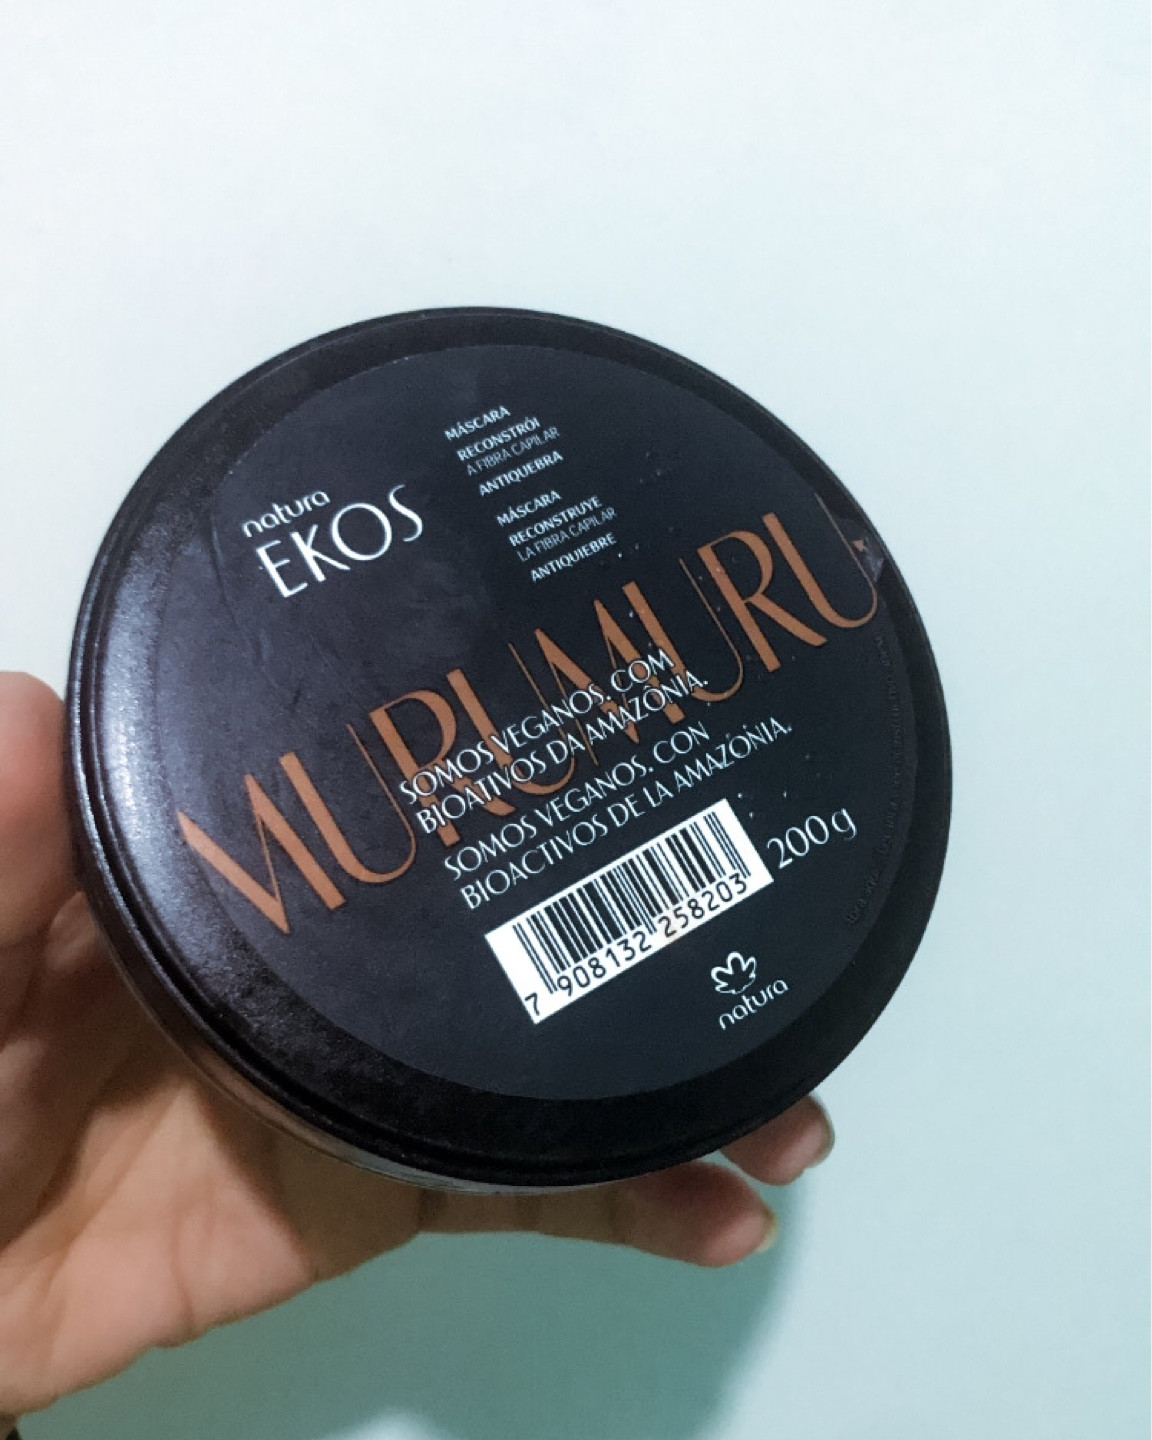 natura
EKOS
MÁSCARA
RECONSTRÓI
A FIBRA CAPILAR
ANTIQUEBRA
MÁSCARA
RECONSTRUYE
LA FIBRA CAPILAR
ANTIQUIEBRE
MURUMURU
SOMOS VEGANOS. COM
BIOATIVOS DA AMAZÔNIA.
SOMOS VEGANOS. CON
BIOACTIVOS DE LA AMAZONIA.
7 908132 258203
200g
natura